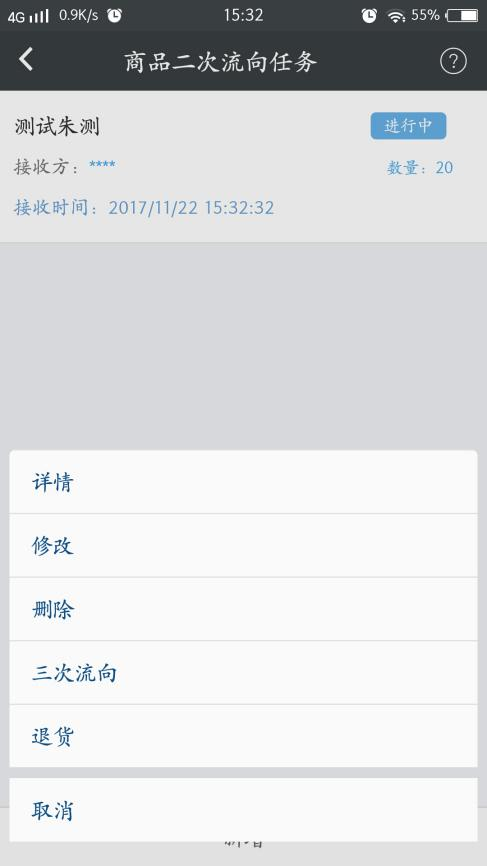 4G 0.9K/s 15:32 55%
商品二次流向任务 ?
测试朱测 进行中
接收方：**** 数量：20
接收时间：2017/11/22 15:32:32
详情
修改
删除
三次流向
退货
取消